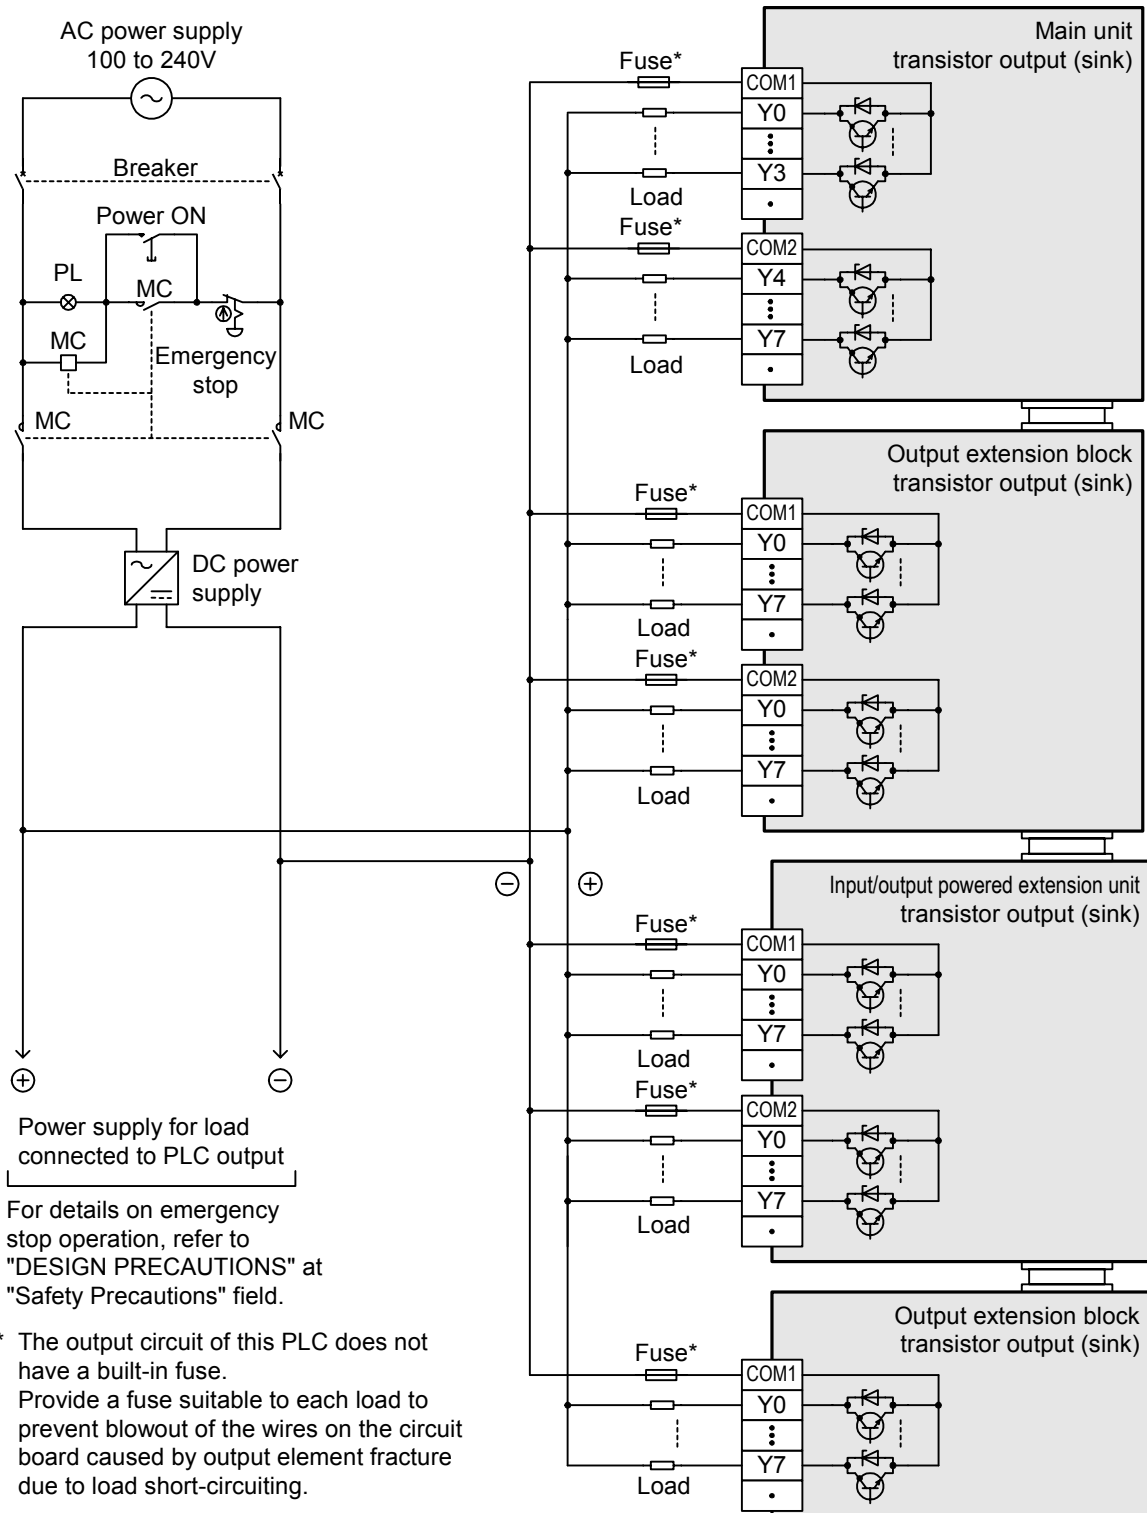 AC power supply
100 to 240V
Breaker
Power ON
PL
MC
MC
Emergency
stop
MC
MC
DC power
supply
Power supply for load
connected to PLC output
For details on emergency
stop operation, refer to
"DESIGN PRECAUTIONS" at
"Safety Precautions" field.
* The output circuit of this PLC does not
have a built-in fuse.
Provide a fuse suitable to each load to
prevent blowout of the wires on the circuit
board caused by output element fracture
due to load short-circuiting.
Main unit
transistor output (sink)
Fuse*
COM1
Y0
Y3
Load
Fuse*
COM2
Y4
Y7
Load
Output extension block
transistor output (sink)
Fuse*
COM1
Y0
Y7
Load
Fuse*
COM2
Y0
Y7
Load
Input/output powered extension unit
transistor output (sink)
Fuse*
COM1
Y0
Y7
Load
Fuse*
COM2
Y0
Y7
Load
Output extension block
transistor output (sink)
Fuse*
COM1
Y0
Y7
Load